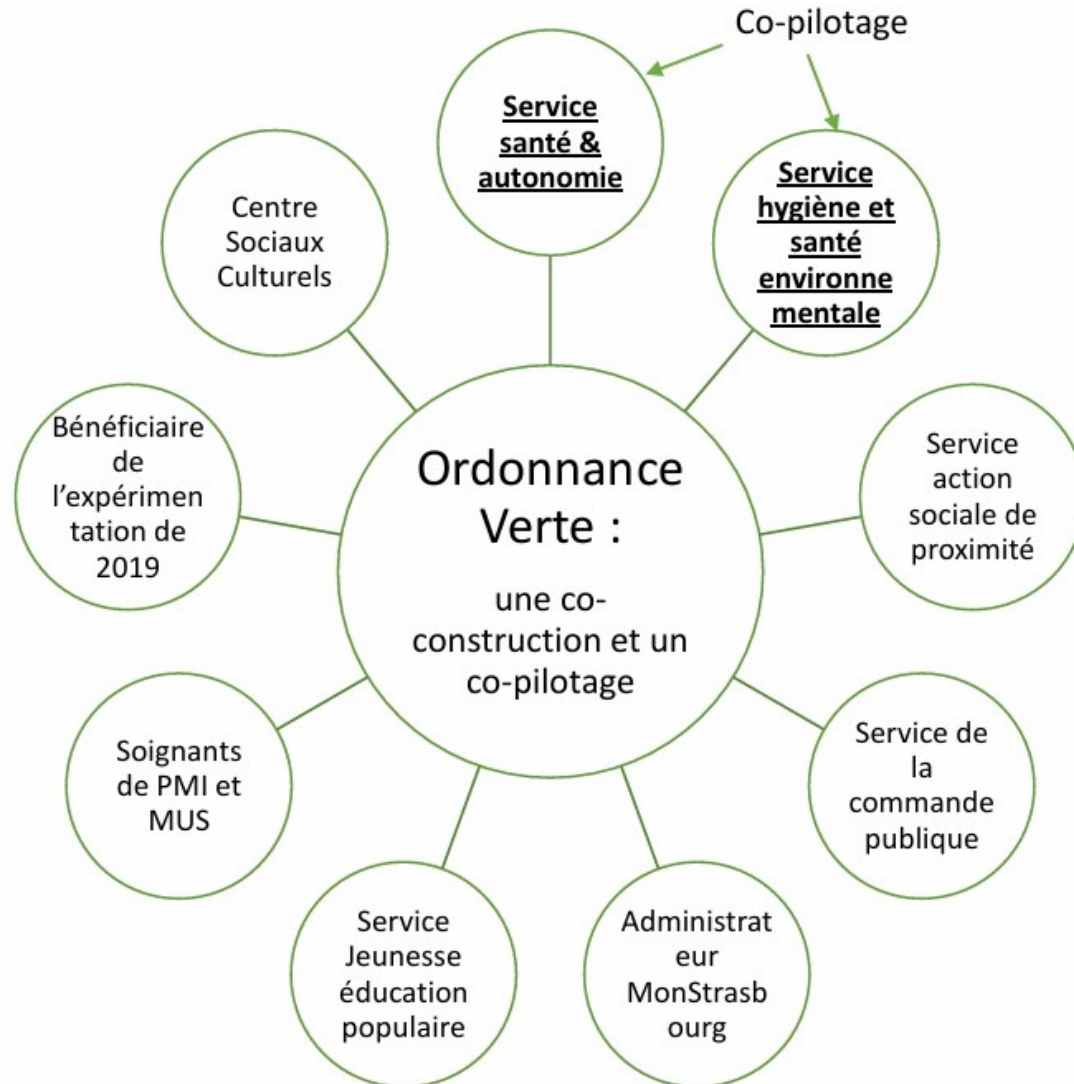 Co-pilotage
Service
santé &
autonomie
Service
hygiène et
santé
environne
mentale
Service
action
sociale de
proximité
Service de
la
commande
publique
Administrat
eur
MonStrasb
ourg
Service
Jeunesse
éducation
populaire
Soignants
de PMI et
MUS
Bénéficiaire
de
l'expérimen
tation de
2019
Centre
Sociaux
Culturels
Ordonnance
Verte :
une co-
construction et un
co-pilotage